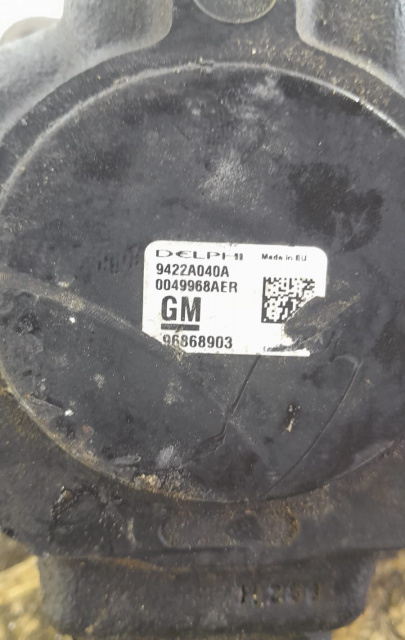 DELPHI Made in EU
9422A040A
0049968AER
GM
96868903